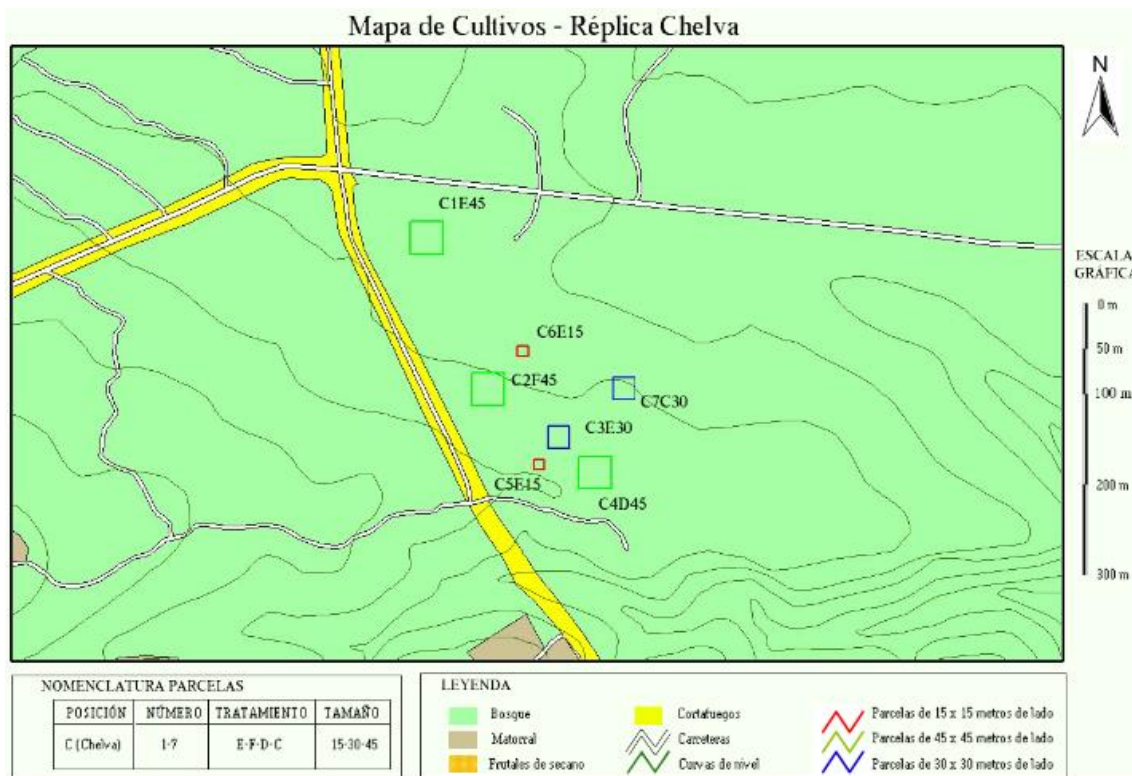 Mapa de Cultivos - Réplica Chelva
N
C1E45
ESCALA
GRÁFICA
0 m
C6E15
50 m
C2F45
100 m
C7C30
C3E30
C5E15
200 m
C4D45
300 m
NOMENCLATURA PARCELAS
POSICIÓN NÚMERO TRATAMIENTO TAMAÑO
C (Chelva) 1-7 E-F-D-C 15-30-45
LEYENDA
Bosque Cortafuegos Parcelas de 15 x 15 metros de lado
Matorral Carreteras Parcelas de 45 x 45 metros de lado
Frutales de secano Curvas de nivel Parcelas de 30 x 30 metros de lado